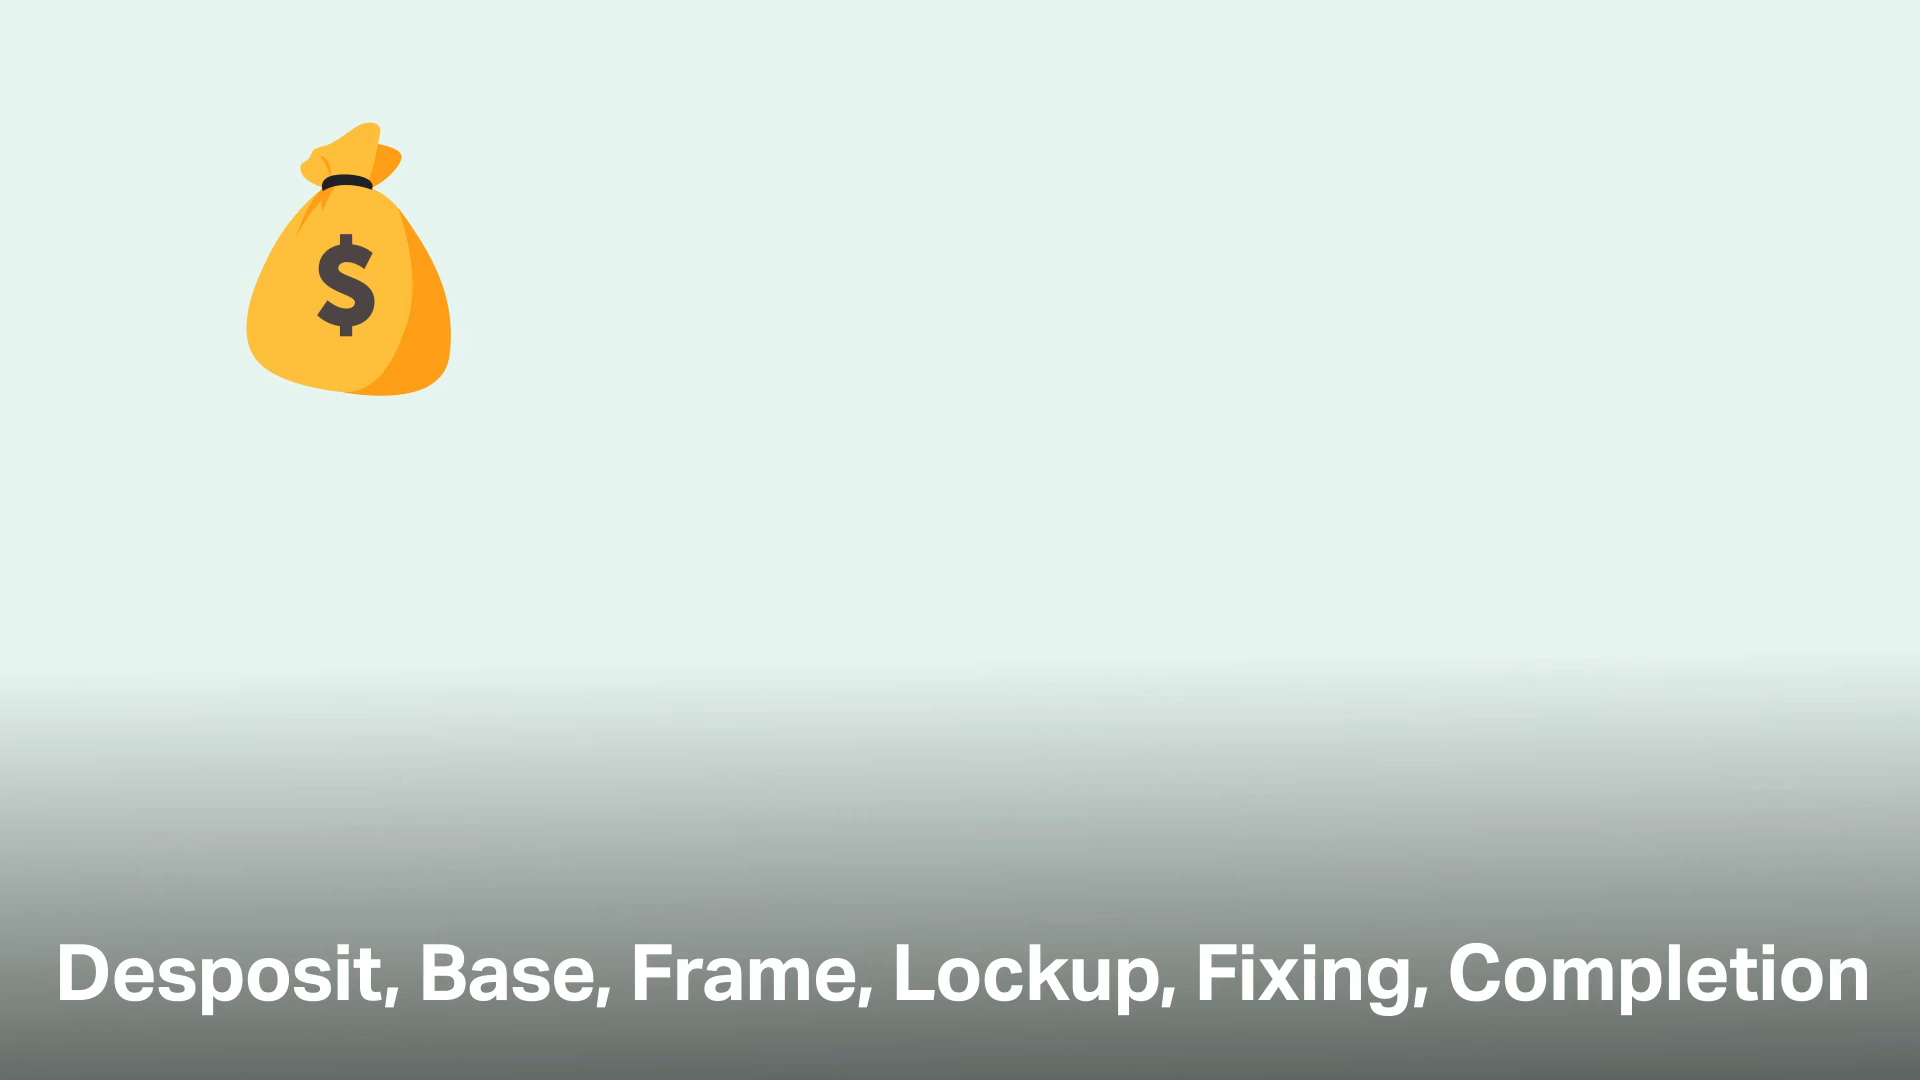 $
Desposit, Base, Frame, Lockup, Fixing, Completion